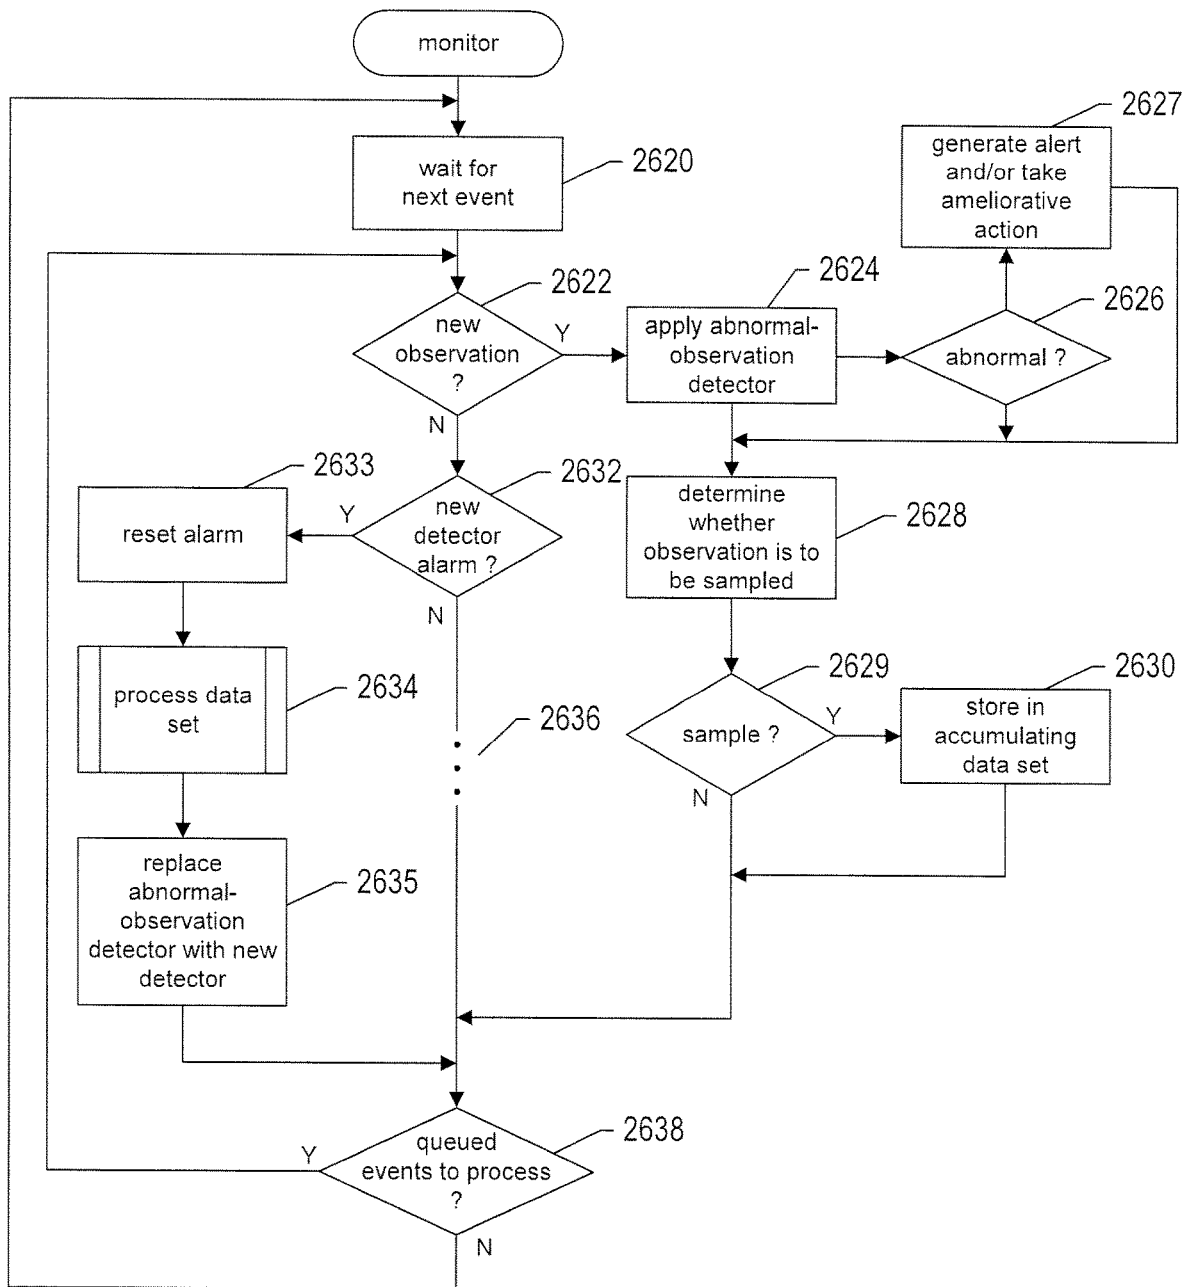 monitor
wait for
next event
2620
new
observation
?
2622
Y
N
apply abnormal-
observation
detector
2624
abnormal ?
2626
generate alert
and/or take
ameliorative
action
2627
determine
whether
observation is to
be sampled
2628
sample ?
2629
Y
N
store in
accumulating
data set
2630
new
detector
alarm ?
2632
Y
N
reset alarm
2633
process data
set
2634
replace
abnormal-
observation
detector with new
detector
2635
2636
queued
events to process
?
2638
Y
N